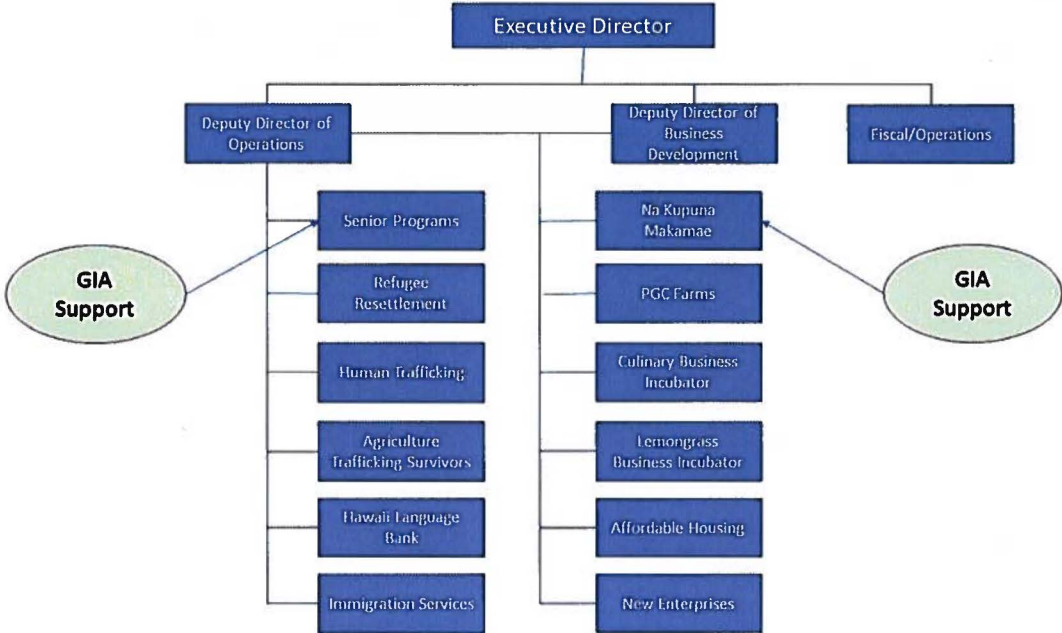 Executive Director
Deputy Director of
Operations
Deputy Director of
Business
Development
Fiscal/Operations
Senior Programs
Na Kupuna
Makamae
GIA
Support
GIA
Support
Refugee
Resettlement
PGC Farms
Human Trafficking
Culinary Business
Incubator
Agriculture
Trafficking Survivors
Lemongrass
Business Incubator
Hawaii Language
Bank
Affordable Housing
Immigration Services
New Enterprises